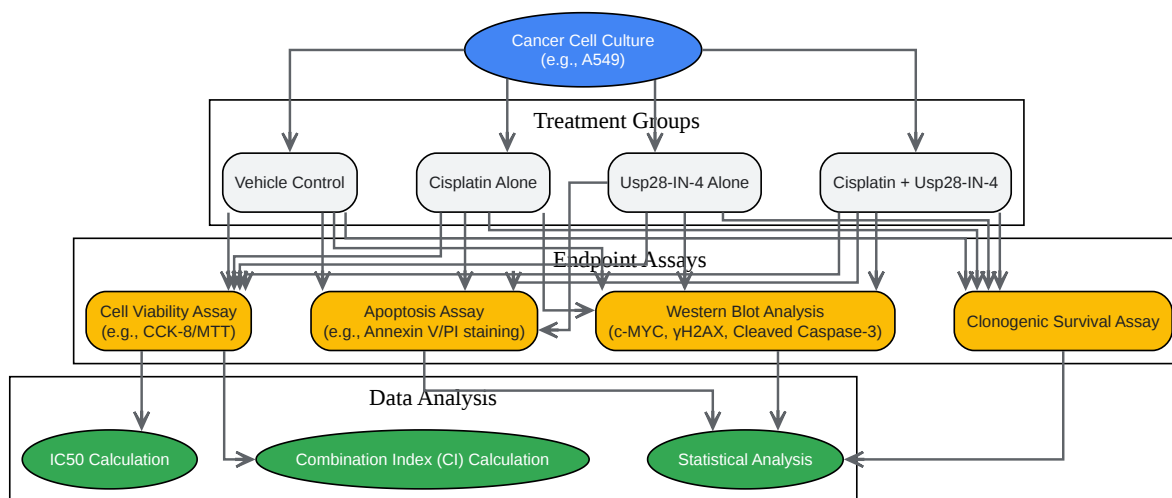 Cancer Cell Culture
(e.g., A549)
Treatment Groups
Vehicle Control
Cisplatin Alone
Usp28-IN-4 Alone
Cisplatin + Usp28-IN-4
Endpoint Assays
Cell Viability Assay
(e.g., CCK-8/MTT)
Apoptosis Assay
(e.g., Annexin V/PI staining)
Western Blot Analysis
(c-MYC, γH2AX, Cleaved Caspase-3)
Clonogenic Survival Assay
Data Analysis
IC50 Calculation
Combination Index (CI) Calculation
Statistical Analysis